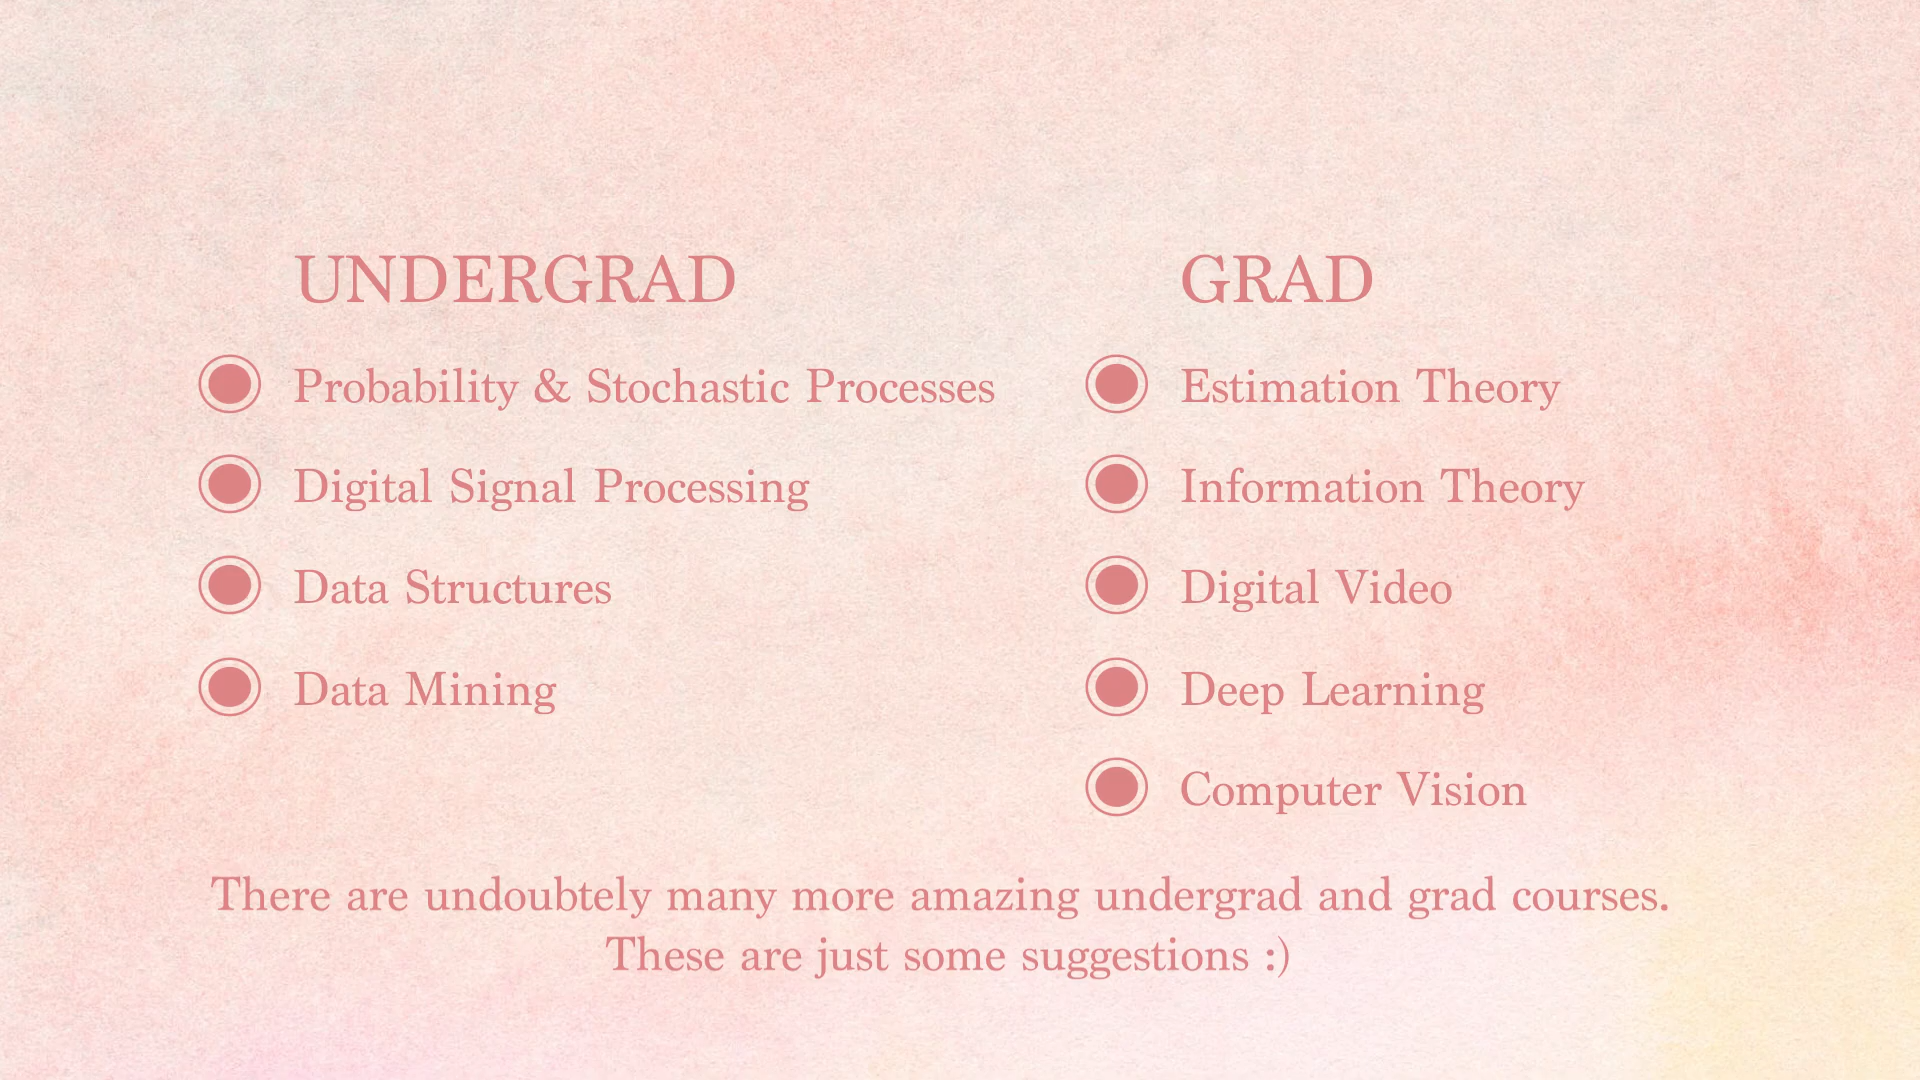 UNDERGRAD
Probability & Stochastic Processes
Digital Signal Processing
Data Structures
Data Mining
GRAD
Estimation Theory
Information Theory
Digital Video
Deep Learning
Computer Vision
There are undoubtely many more amazing undergrad and grad courses.
These are just some suggestions :)